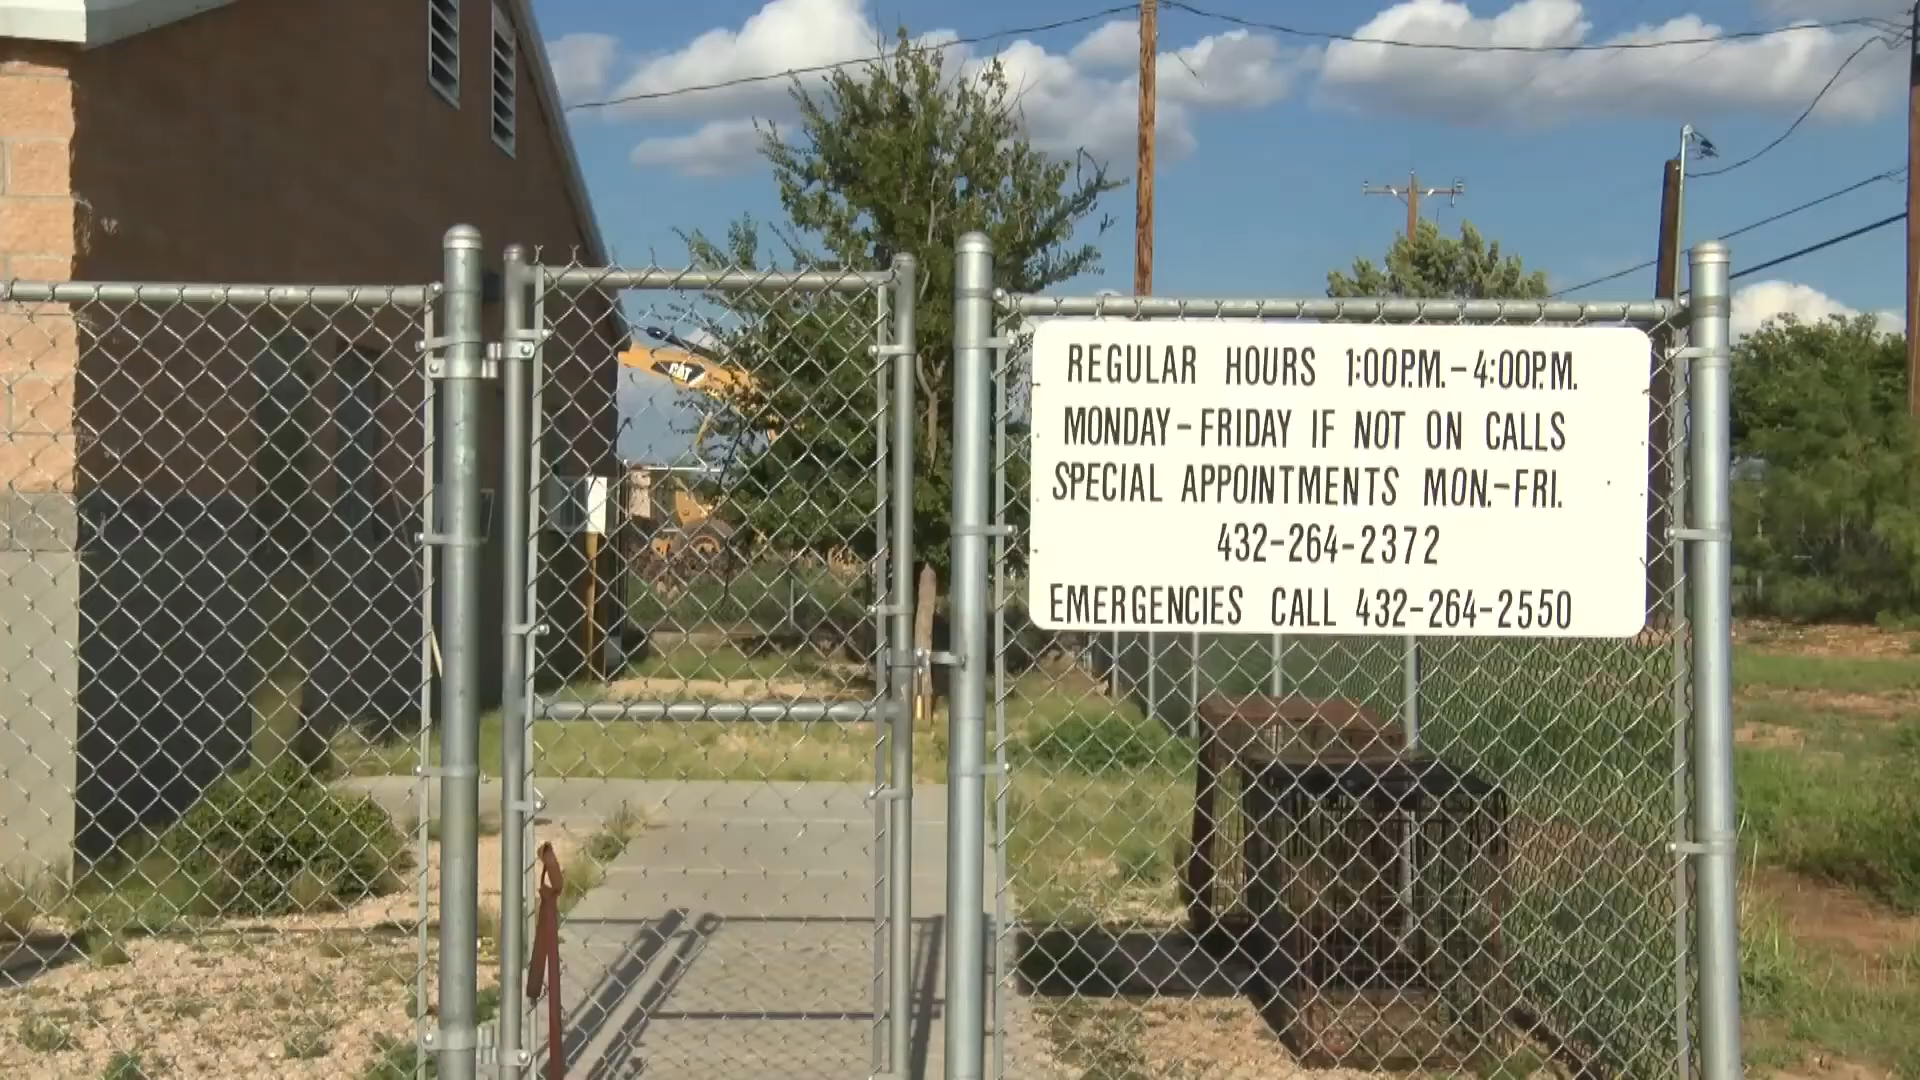 CAT
REGULAR HOURS 1:00P.M.-4:00P.M.
MONDAY-FRIDAY IF NOT ON CALLS
SPECIAL APPOINTMENTS MON.-FRI.
432-264-2372
EMERGENCIES CALL 432-264-2550